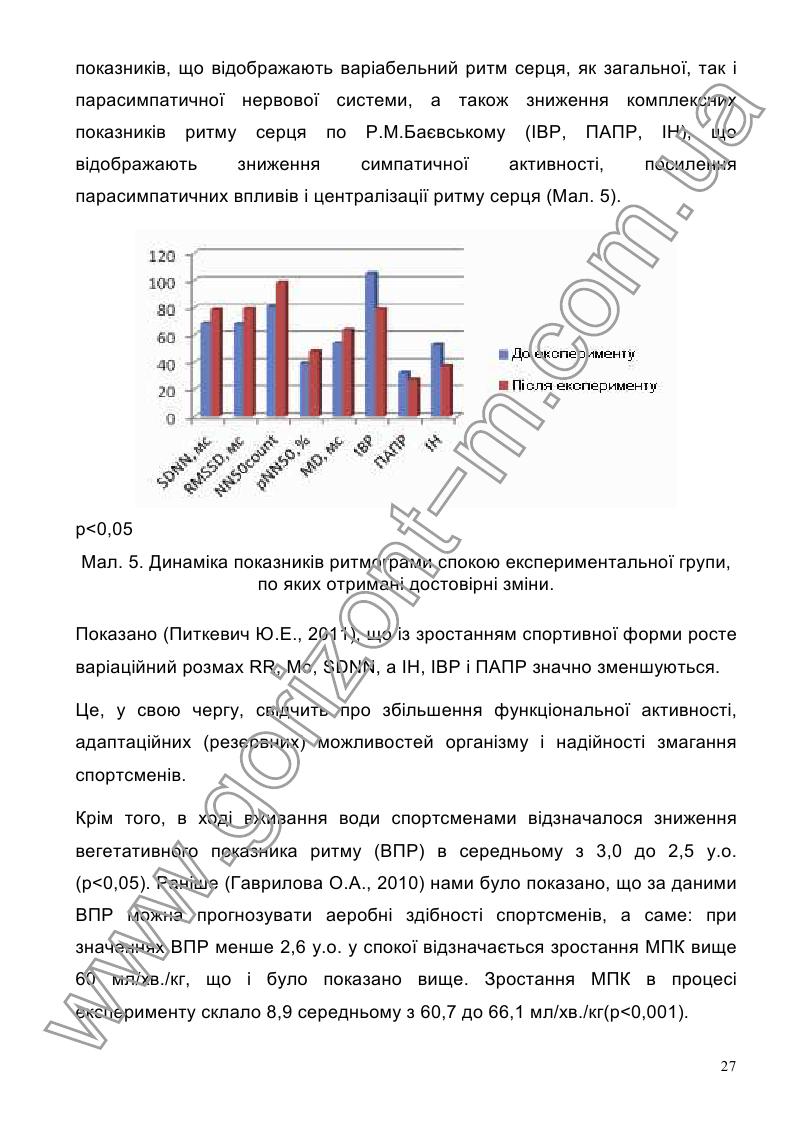 показників, що відображають варіабельний ритм серця, як загальної, так і
парасимпатичної нервової системи, а також зниження комплексних
показників ритму серця по Р.М.Баєвському (ІВР, ПАПР, ІН), що
відображають зниження симпатичної активності, посилення
парасимпатичних впливів і централізації ритму серця (Мал. 5).
120
100
80
60
40
20
0
SDNN, мс
RMSSD, мс
NN50count
pNN50, %
MD, мс
ІВР
ПАПР
ІН
До експерименту
Після експерименту
р<0,05
Мал. 5. Динаміка показників ритмограми спокою експериментальної групи,
по яких отримані достовірні зміни.
Показано (Питкевич Ю.Е., 2011), що із зростанням спортивної форми росте
варіаційний розмах RR, Мо, SDNN, а ІН, ІВР і ПАПР значно зменшуються.
Це, у свою чергу, свідчить про збільшення функціональної активності,
адаптаційних (резервних) можливостей організму і надійності змагання
спортсменів.
Крім того, в ході вживання води спортсменами відзначалося зниження
вегетативного показника ритму (ВПР) в середньому з 3,0 до 2,5 у.о.
(р<0,05). Раніше (Гаврилова О.А., 2010) нами було показано, що за даними
ВПР можна прогнозувати аеробні здібності спортсменів, а саме: при
значеннях ВПР менше 2,6 у.о. у спокої відзначається зростання МПК вище
60 мл/хв./кг, що і було показано вище. Зростання МПК в процесі
експерименту склало 8,9 середньому з 60,7 до 66,1 мл/хв./кг(р<0,001).
27
www.gorizont-m.com.ua